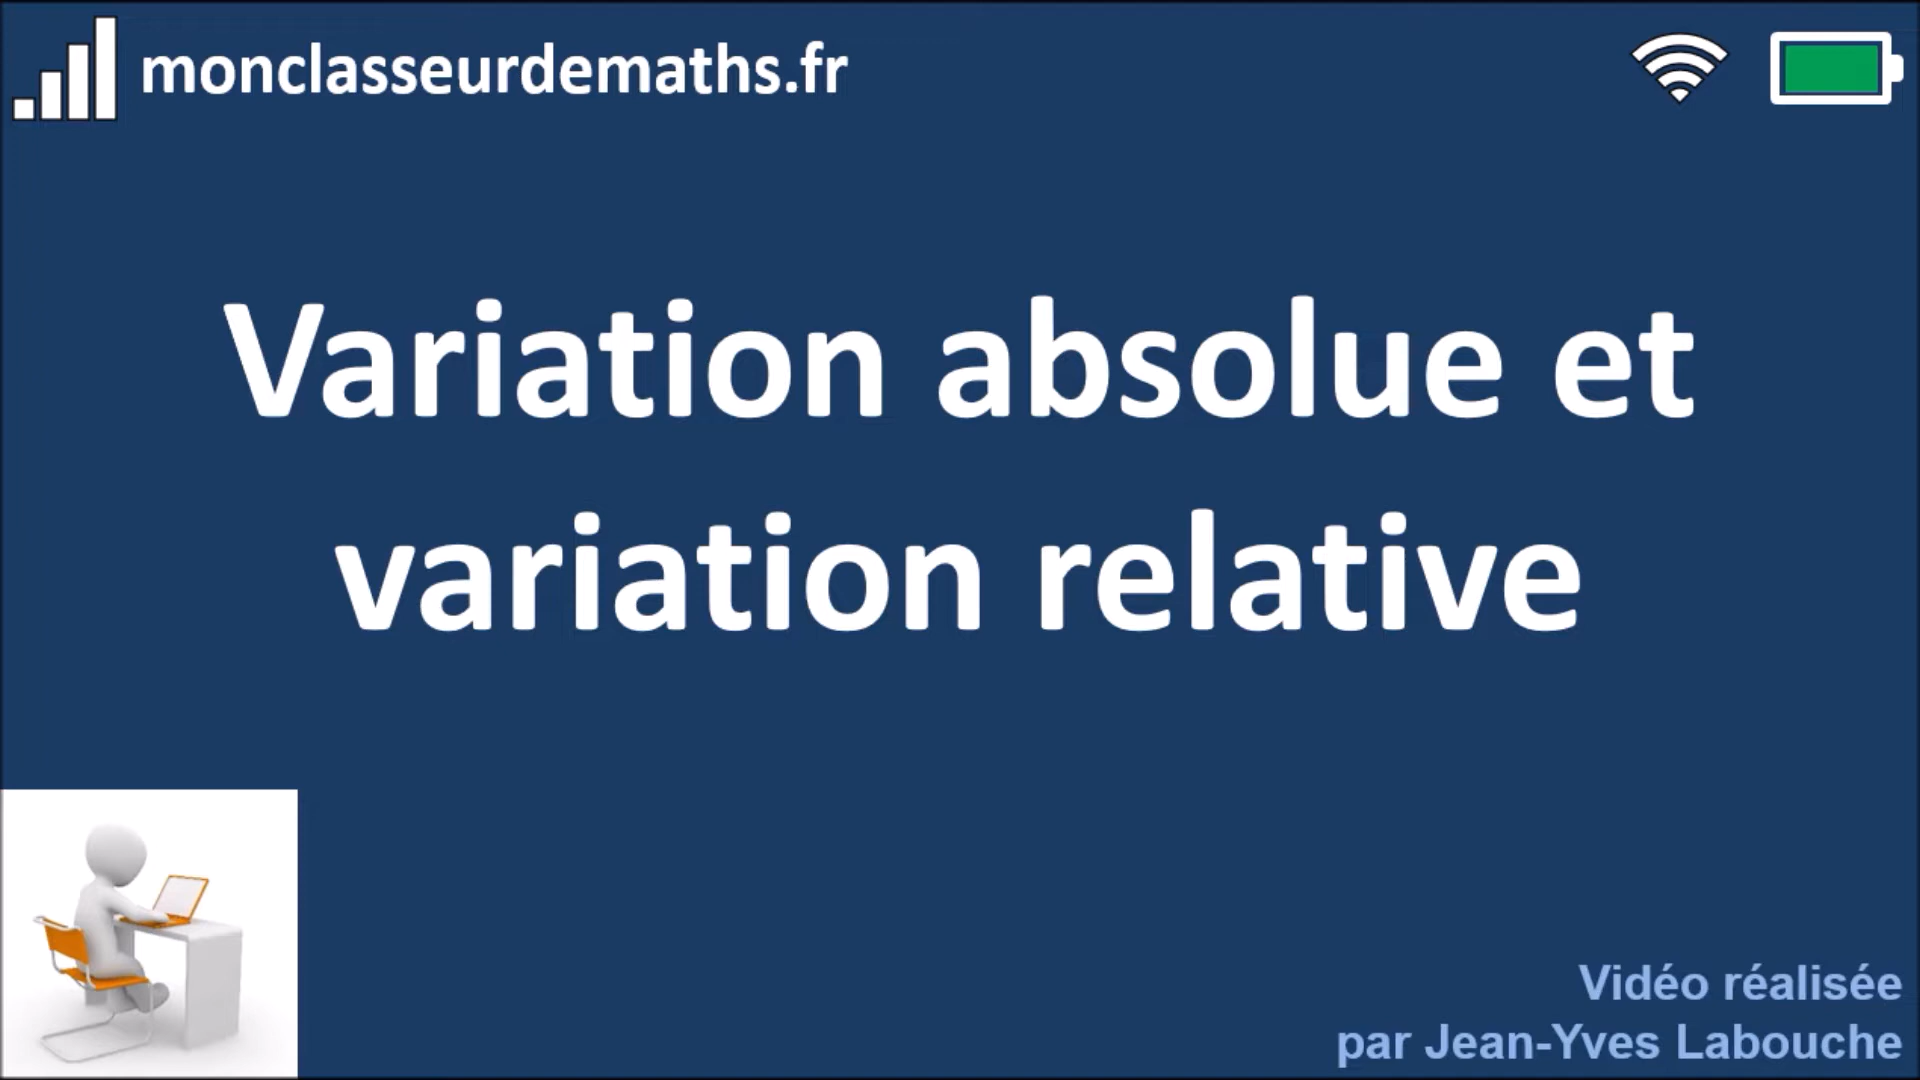 monclasseurdemaths.fr
Variation absolue et
variation relative
Vidéo réalisée
par Jean-Yves Labouche